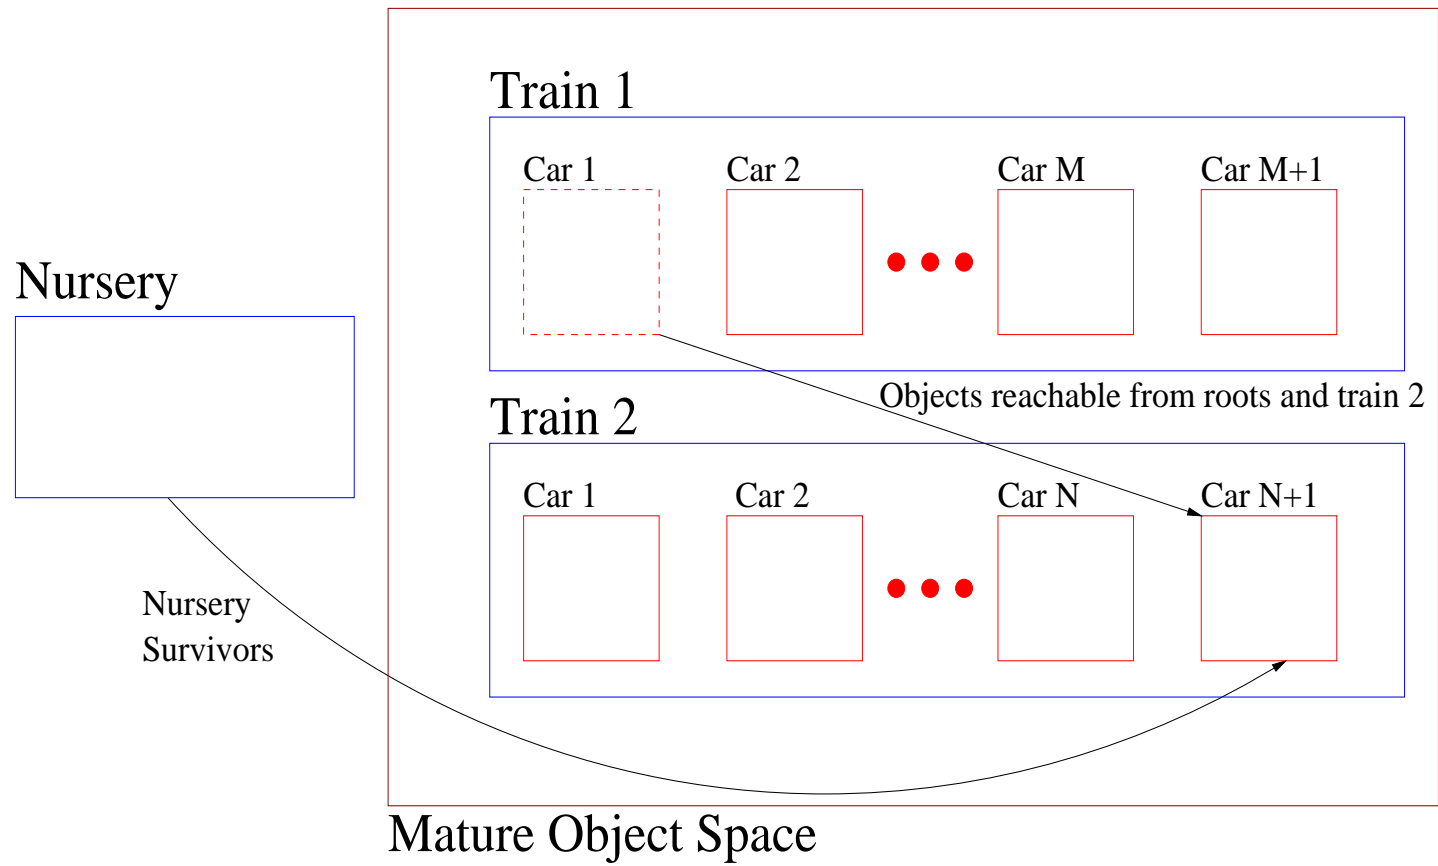 Train 1
Car 1
Car 2
Car M
Car M+1
Nursery
Objects reachable from roots and train 2
Train 2
Car 1
Car 2
Car N
Car N+1
Nursery
Survivors
Mature Object Space